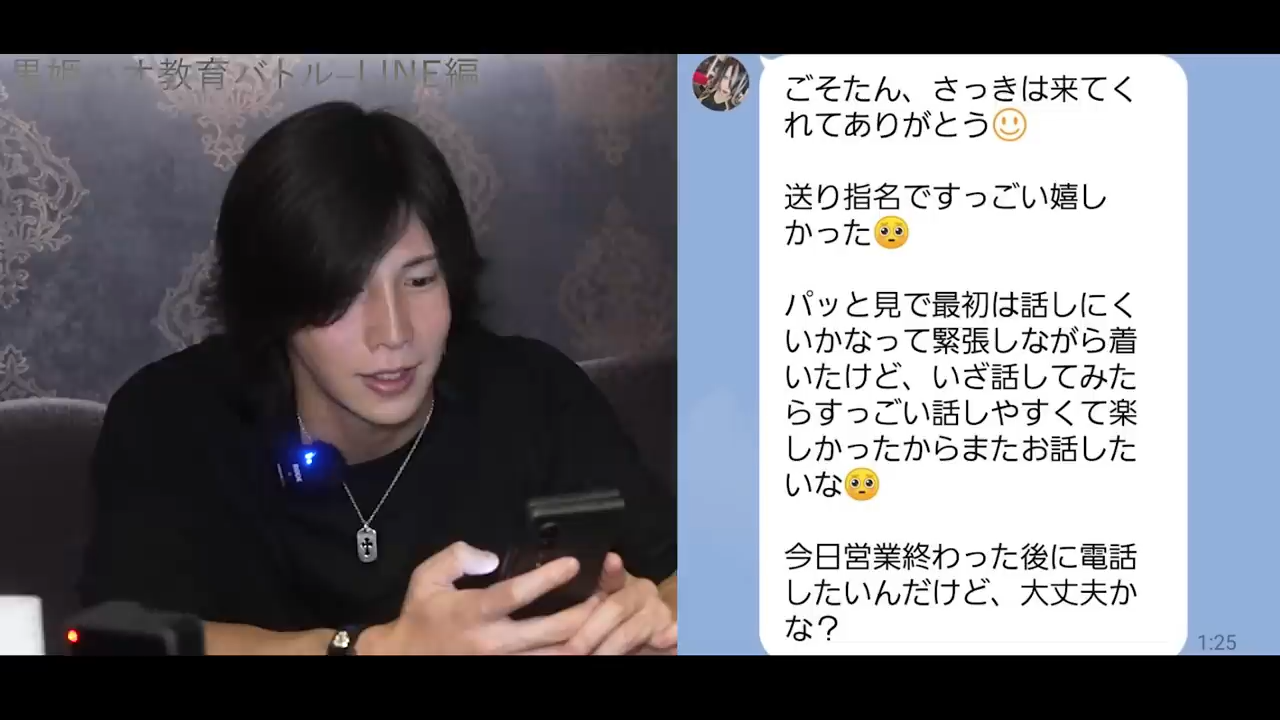 教育バトル–LINE編
ごそたん、さっきは来てく
れてありがとう
送り指名ですっごい嬉し
かった🥺
パッと見で最初は話しにく
いかなって緊張しながら着
いたけど、いざ話してみた
らすっごい話しやすくて楽
しかったからまたお話した
いな🥺
今日営業終わった後に電話
したいんだけど、大丈夫か
な？
1:25